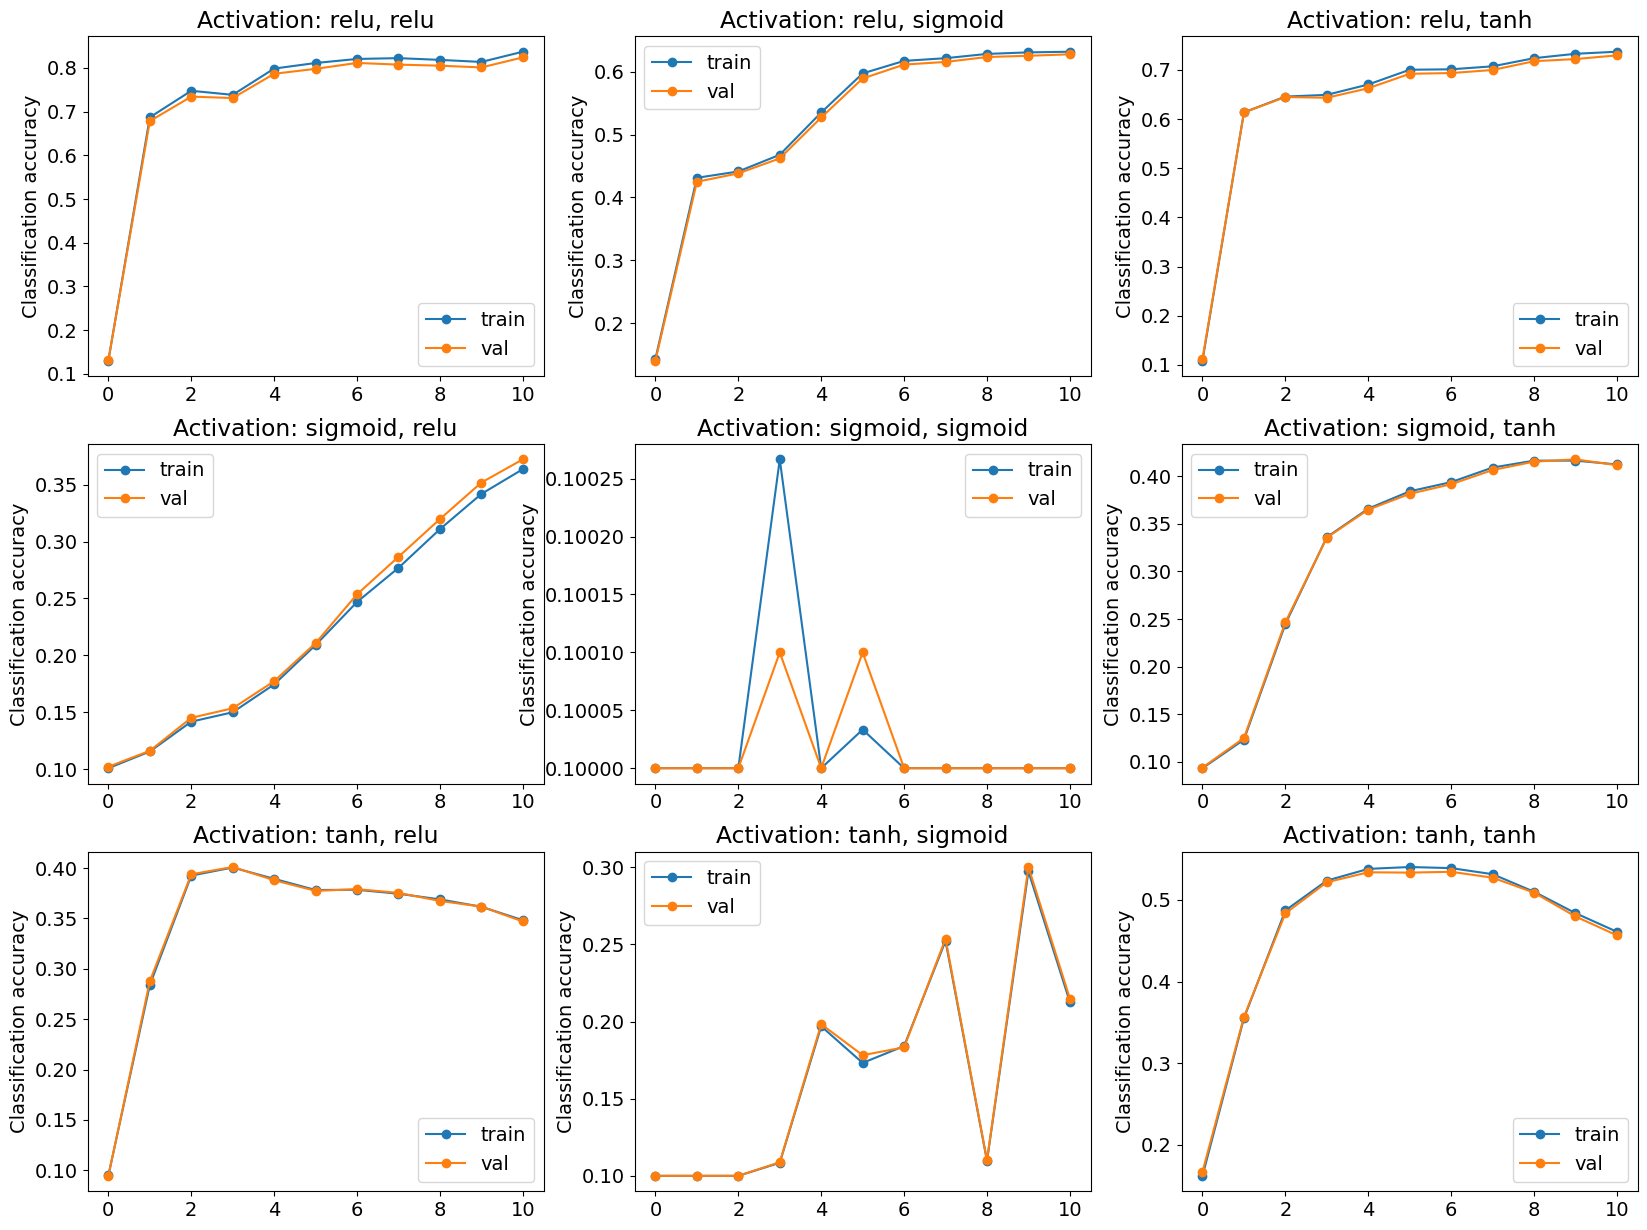 Activation: relu, relu
Classification accuracy
0.8
0.7
0.6
0.5
0.4
0.3
0.2
0.1
train
val
0 2 4 6 8 10
Activation: relu, sigmoid
Classification accuracy
0.6
0.5
0.4
0.3
0.2
train
val
0 2 4 6 8 10
Activation: relu, tanh
Classification accuracy
0.7
0.6
0.5
0.4
0.3
0.2
0.1
train
val
0 2 4 6 8 10
Activation: sigmoid, relu
Classification accuracy
0.35
0.30
0.25
0.20
0.15
0.10
train
val
0 2 4 6 8 10
Activation: sigmoid, sigmoid
Classification accuracy
0.10025
0.10020
0.10015
0.10010
0.10005
0.10000
train
val
0 2 4 6 8 10
Activation: sigmoid, tanh
Classification accuracy
0.40
0.35
0.30
0.25
0.20
0.15
0.10
train
val
0 2 4 6 8 10
Activation: tanh, relu
Classification accuracy
0.40
0.35
0.30
0.25
0.20
0.15
0.10
train
val
0 2 4 6 8 10
Activation: tanh, sigmoid
Classification accuracy
0.30
0.25
0.20
0.15
0.10
train
val
0 2 4 6 8 10
Activation: tanh, tanh
Classification accuracy
0.5
0.4
0.3
0.2
train
val
0 2 4 6 8 10